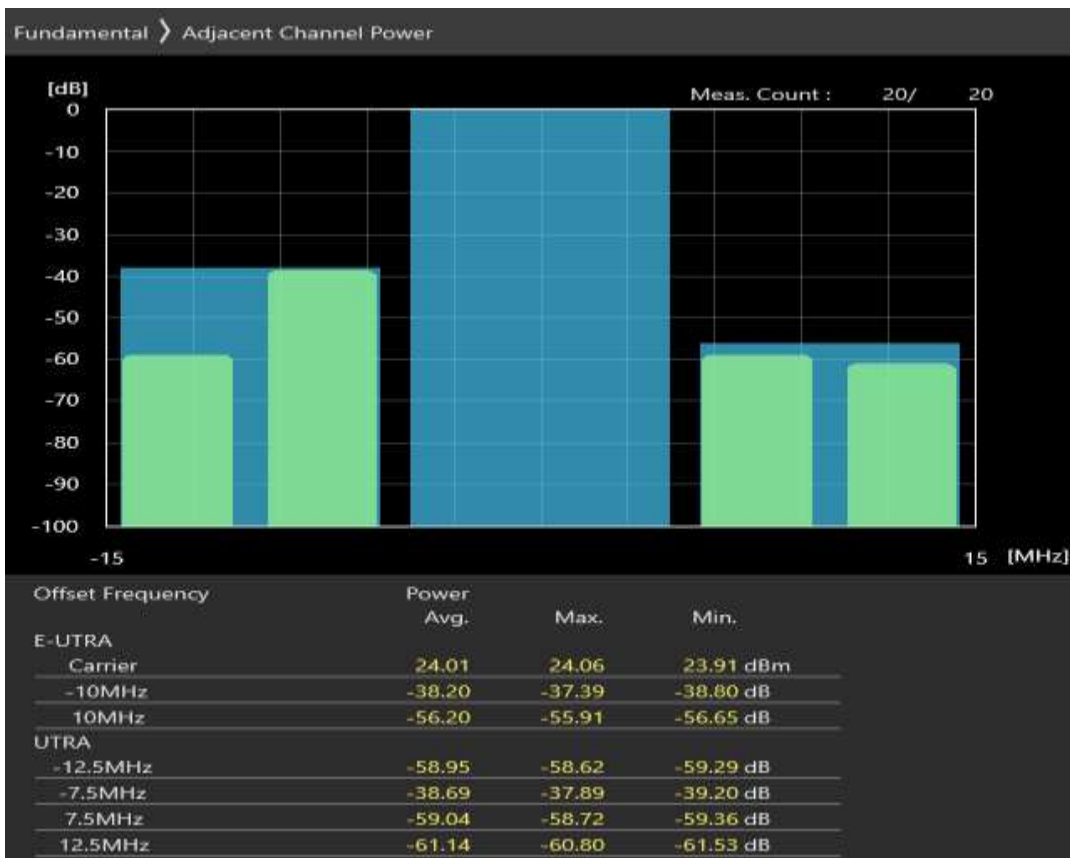 Fundamental ❯ Adjacent Channel Power
[dB]
Meas. Count : 20/ 20
0
-10
-20
-30
-40
-50
-60
-70
-80
-90
-100
-15 15 [MHz]
Offset Frequency Power
Avg. Max. Min.
E-UTRA
Carrier 24.01 24.06 23.91 dBm
-10MHz -38.20 -37.39 -38.80 dB
10MHz -56.20 -55.91 -56.65 dB
UTRA
-12.5MHz -58.95 -58.62 -59.29 dB
-7.5MHz -38.69 -37.89 -39.20 dB
7.5MHz -59.04 -58.72 -59.36 dB
12.5MHz -61.14 -60.80 -61.53 dB